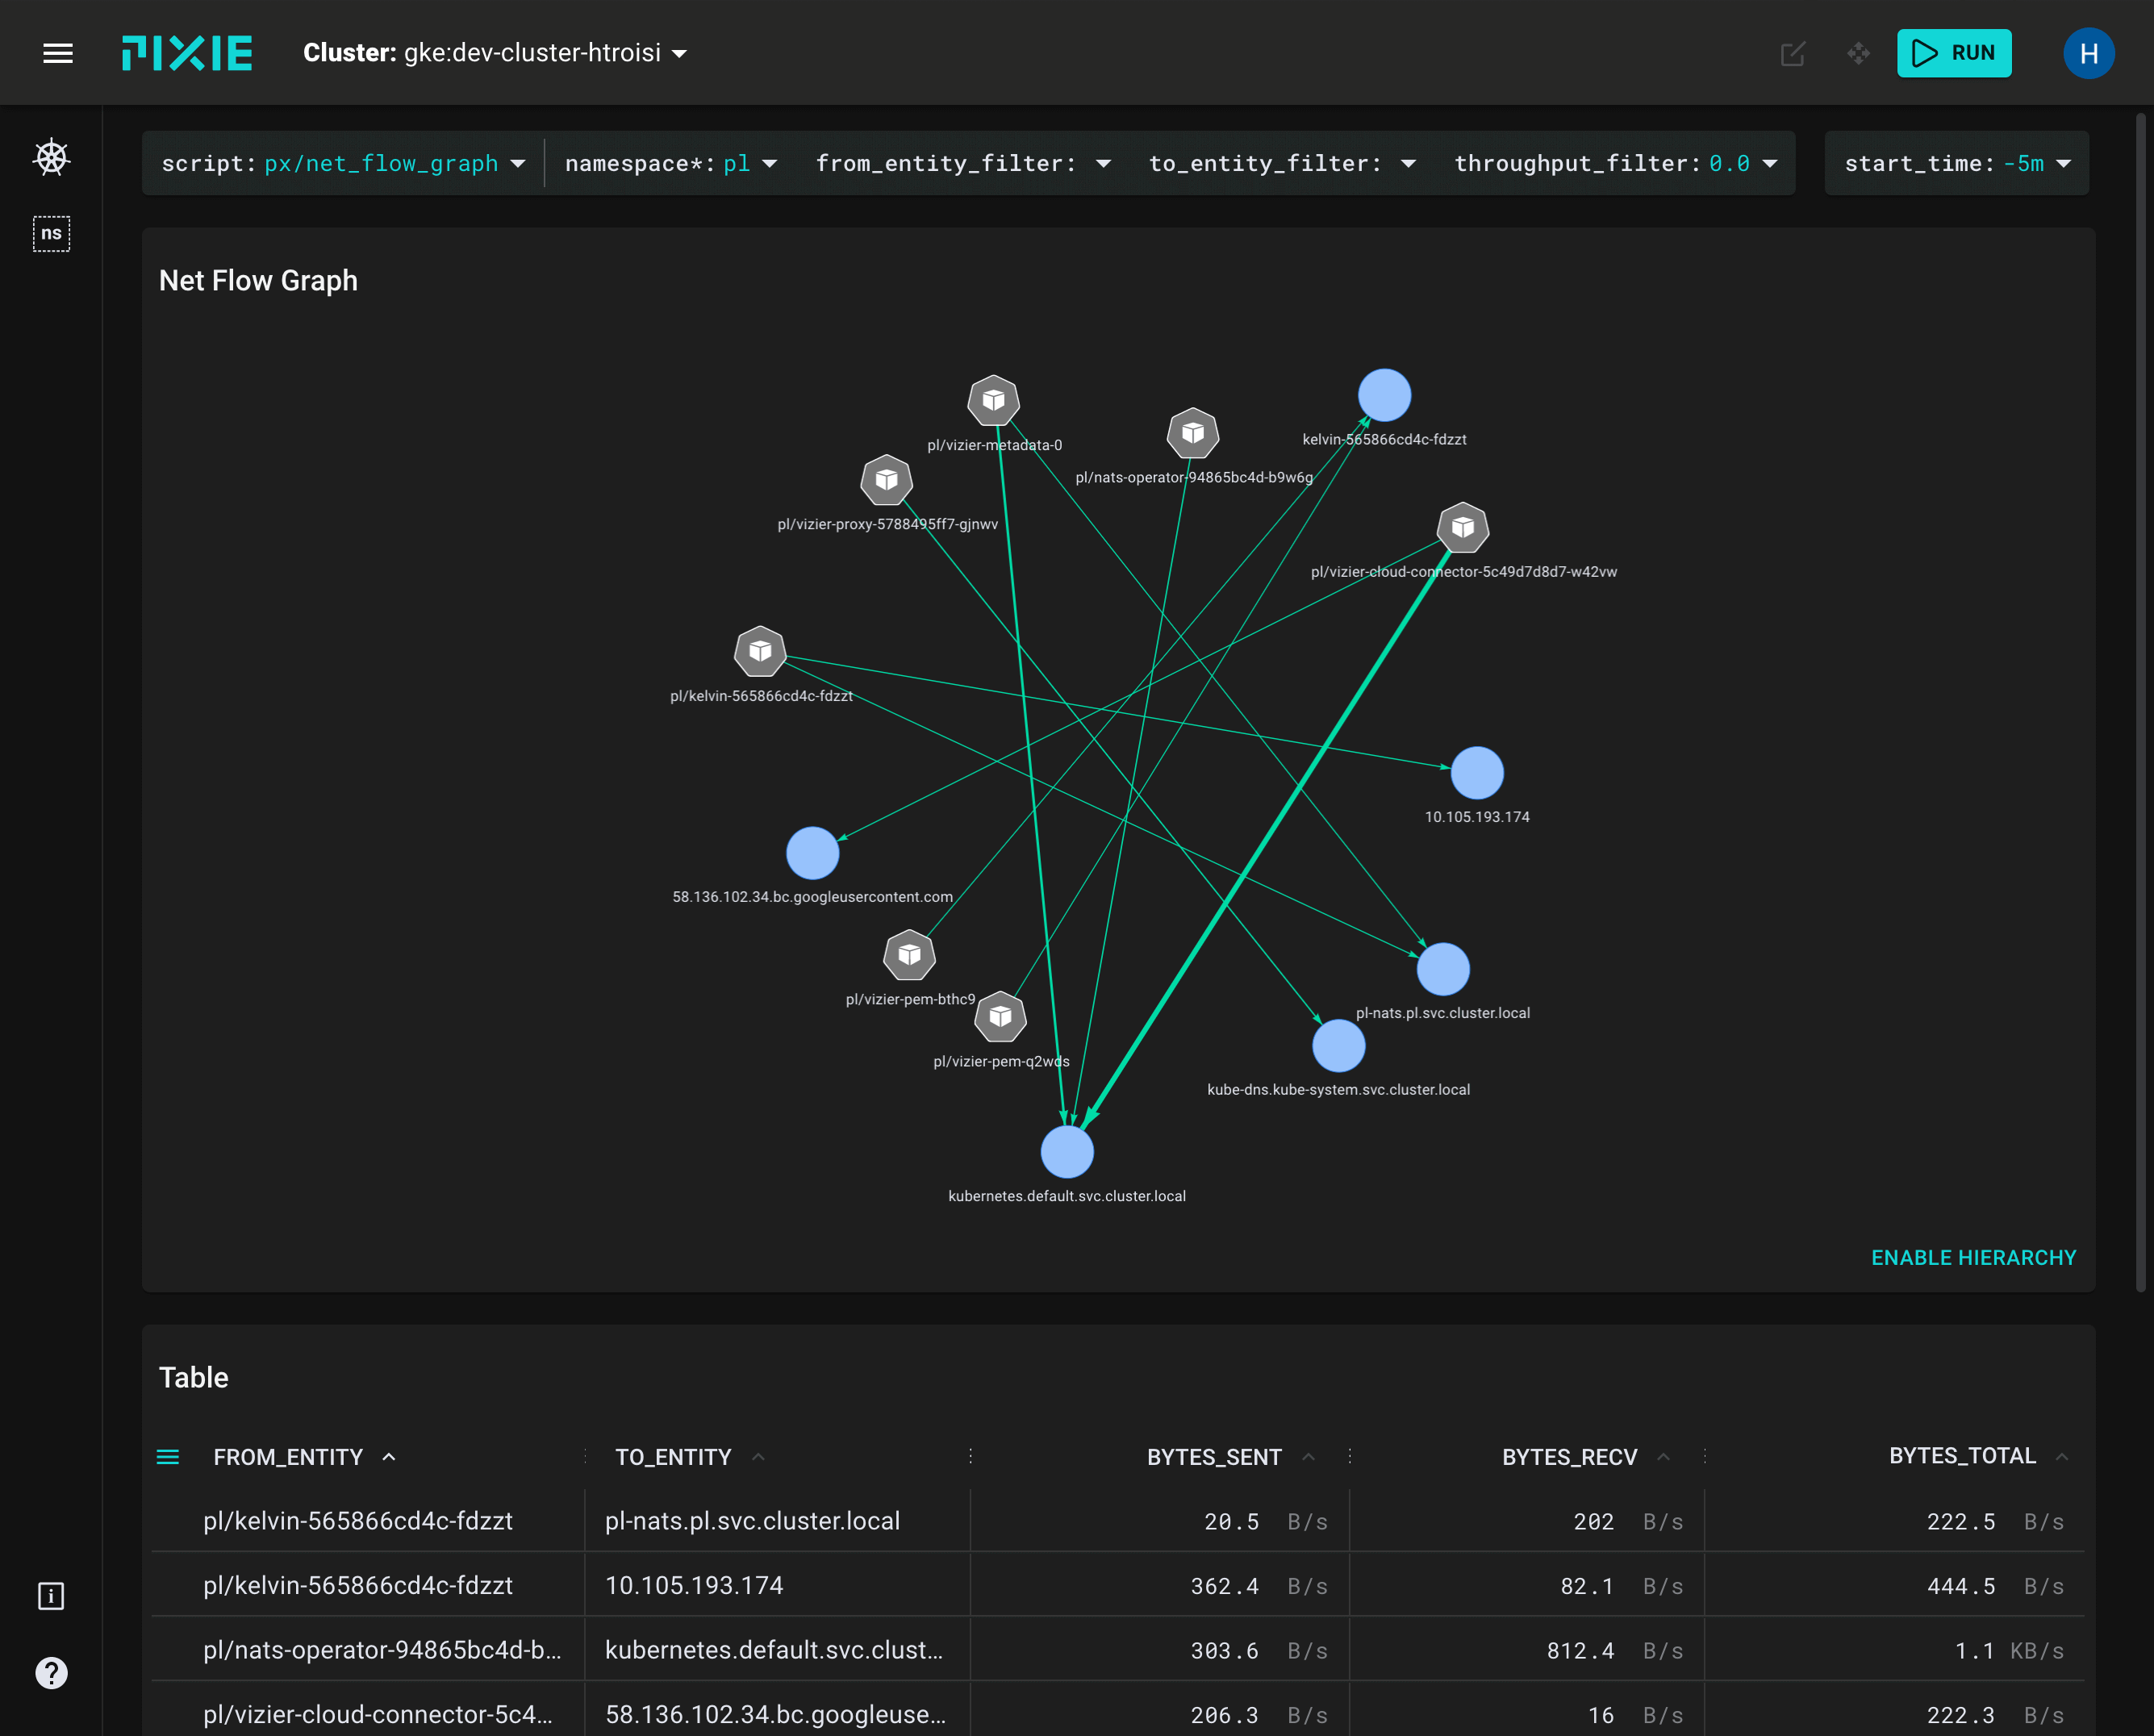 PIXIE Cluster: gke:dev-cluster-htroisi RUN H
script: px/net_flow_graph namespace*: pl from_entity_filter: to_entity_filter: throughput_filter: 0.0 start_time: -5m
ns
Net Flow Graph
pl/vizier-metadata-0
kelvin-565866cd4c-fdzzt
pl/nats-operator-94865bc4d-b9w6g
pl/vizier-proxy-5788495ff7-gjnwv
pl/vizier-cloud-connector-5c49d7d8d7-w42vw
pl/kelvin-565866cd4c-fdzzt
10.105.193.174
58.136.102.34.bc.googleusercontent.com
pl/vizier-pem-bthc9
pl-nats.pl.svc.cluster.local
pl/vizier-pem-q2wds
kube-dns.kube-system.svc.cluster.local
kubernetes.default.svc.cluster.local
ENABLE HIERARCHY
Table
FROM_ENTITY TO_ENTITY BYTES_SENT BYTES_RECV BYTES_TOTAL
pl/kelvin-565866cd4c-fdzzt pl-nats.pl.svc.cluster.local 20.5 B/s 202 B/s 222.5 B/s
pl/kelvin-565866cd4c-fdzzt 10.105.193.174 362.4 B/s 82.1 B/s 444.5 B/s
pl/nats-operator-94865bc4d-b... kubernetes.default.svc.clust... 303.6 B/s 812.4 B/s 1.1 KB/s
pl/vizier-cloud-connector-5c4... 58.136.102.34.bc.googleuse... 206.3 B/s 16 B/s 222.3 B/s